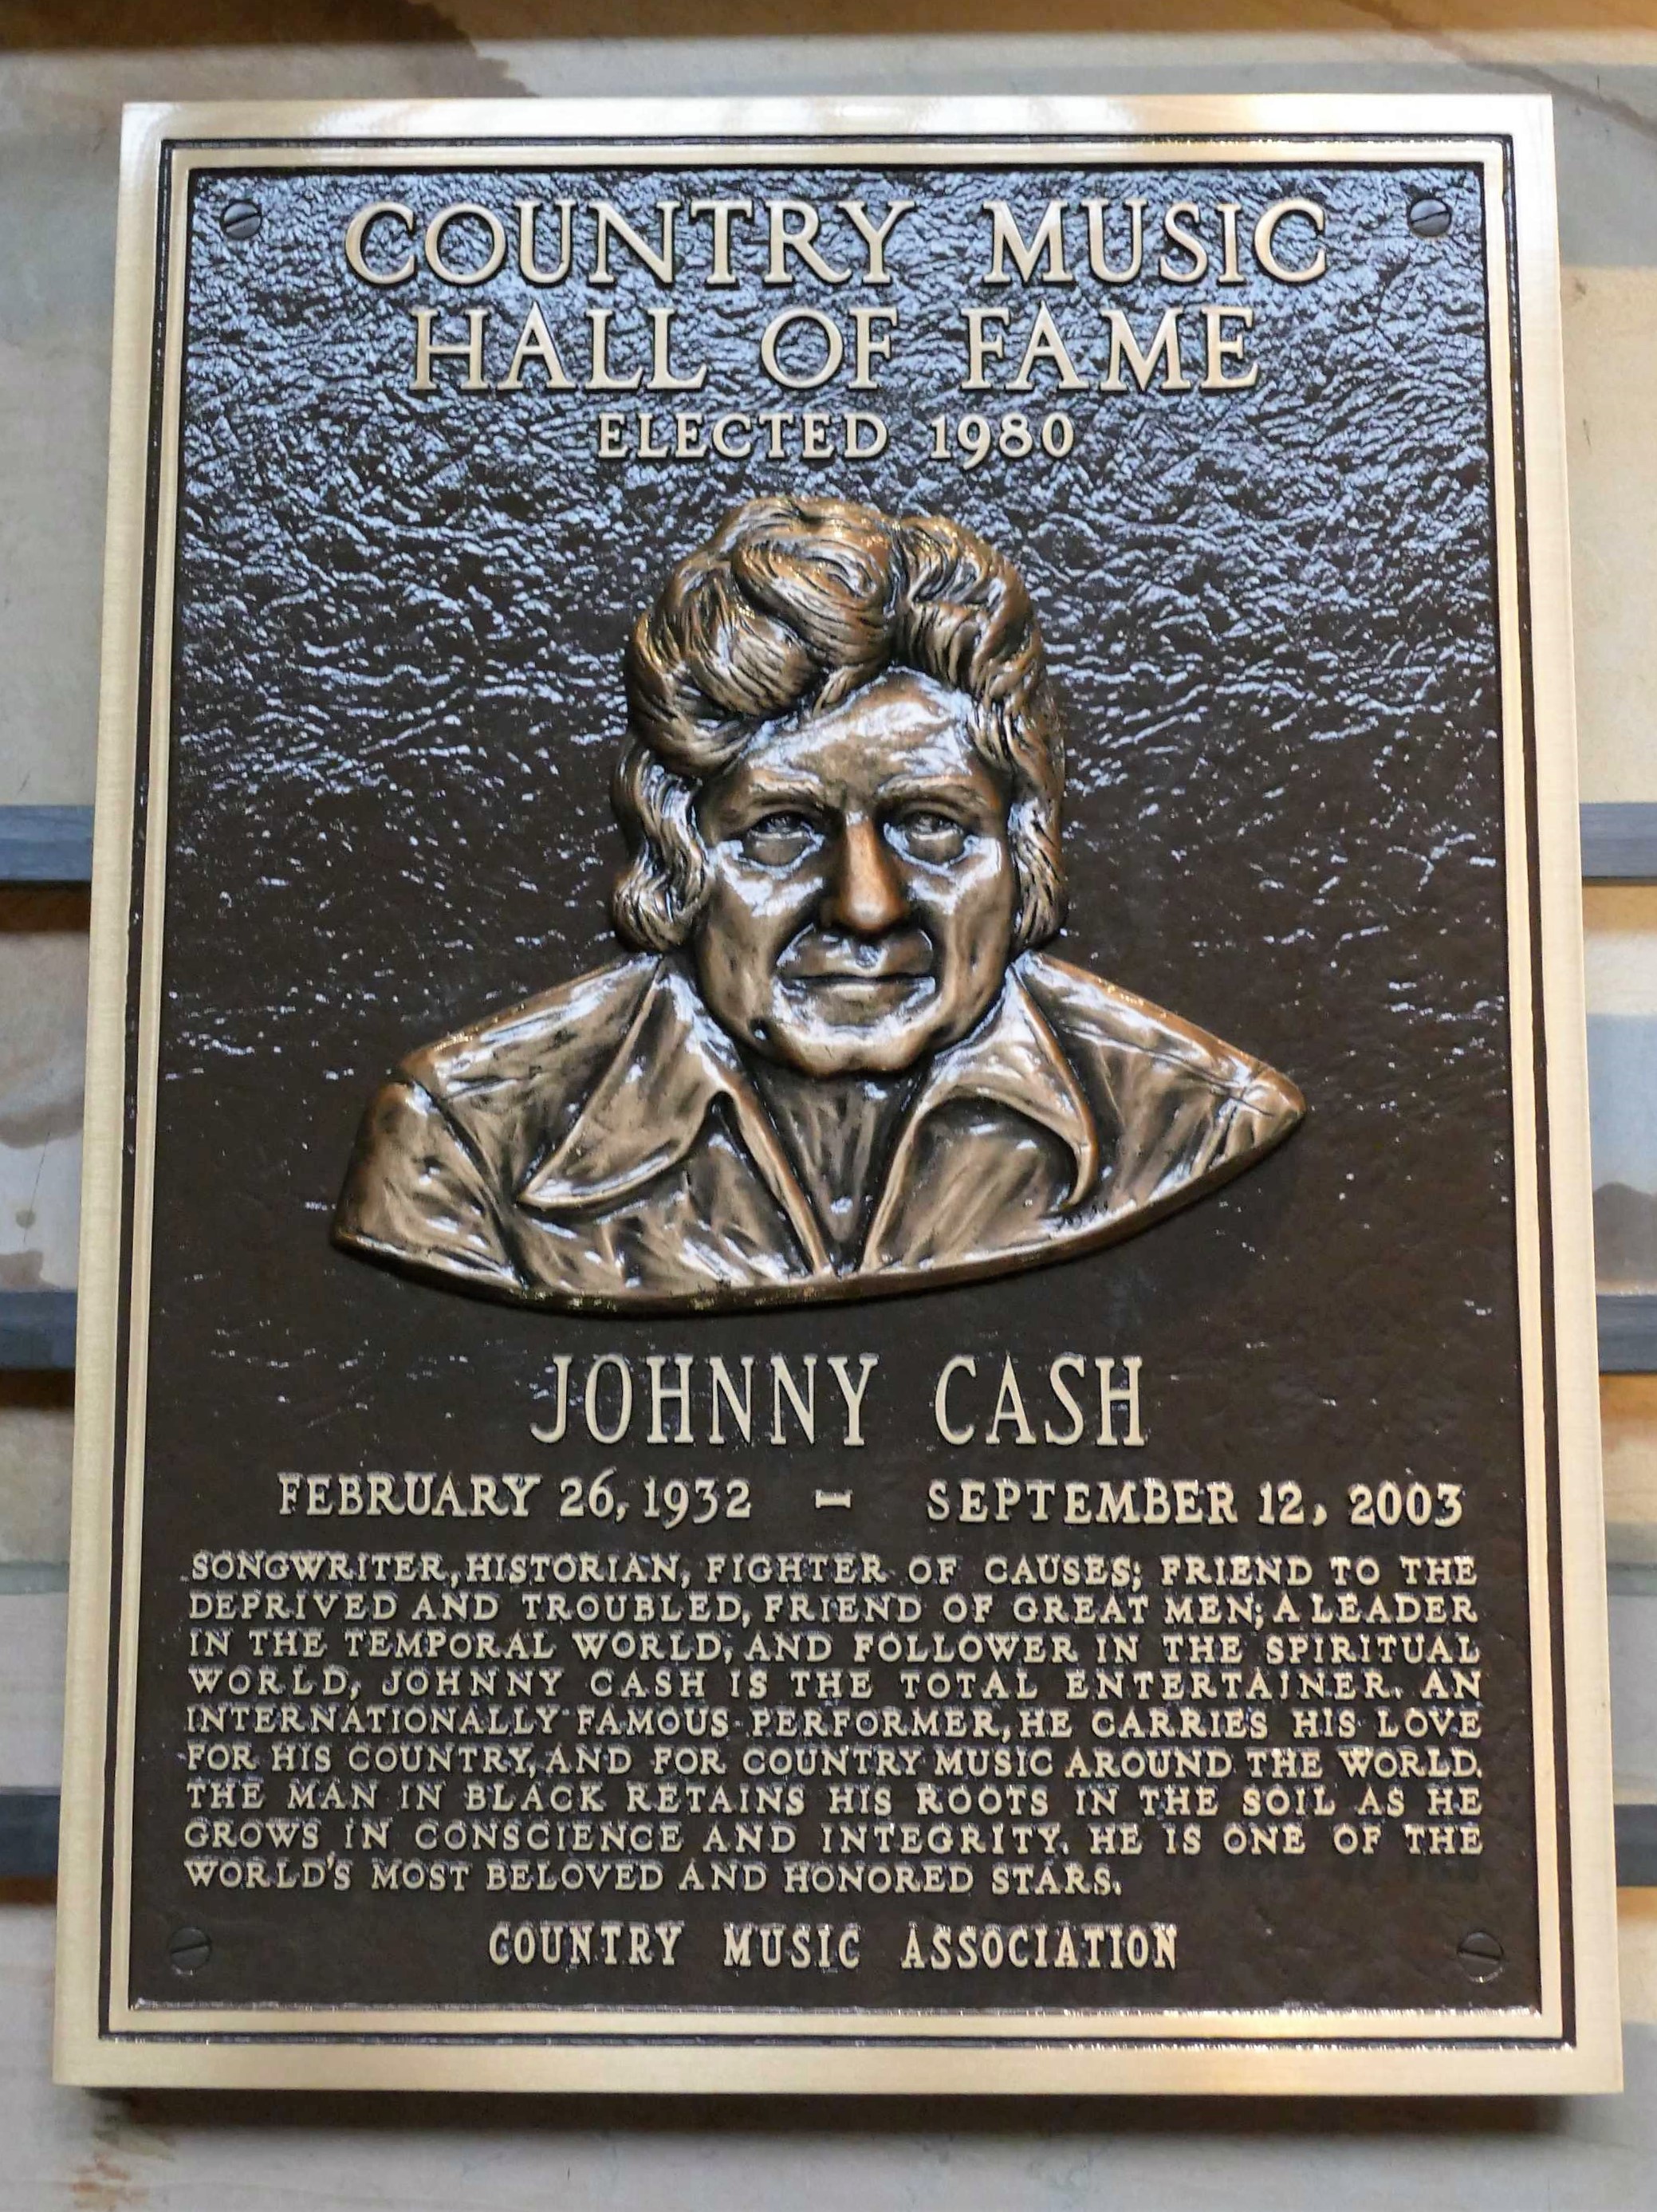 COUNTRY MUSIC
HALL OF FAME
ELECTED 1980
JOHNNY CASH
FEBRUARY 26, 1932 - SEPTEMBER 12, 2003
SONGWRITER, HISTORIAN, FIGHTER OF CAUSES; FRIEND TO THE
DEPRIVED AND TROUBLED, FRIEND OF GREAT MEN; A LEADER
IN THE TEMPORAL WORLD, AND FOLLOWER IN THE SPIRITUAL
WORLD, JOHNNY CASH IS THE TOTAL ENTERTAINER. AN
INTERNATIONALLY FAMOUS PERFORMER, HE CARRIES HIS LOVE
FOR HIS COUNTRY, AND FOR COUNTRY MUSIC AROUND THE WORLD.
THE MAN IN BLACK RETAINS HIS ROOTS IN THE SOIL AS HE
GROWS IN CONSCIENCE AND INTEGRITY. HE IS ONE OF THE
WORLD'S MOST BELOVED AND HONORED STARS.
COUNTRY MUSIC ASSOCIATION